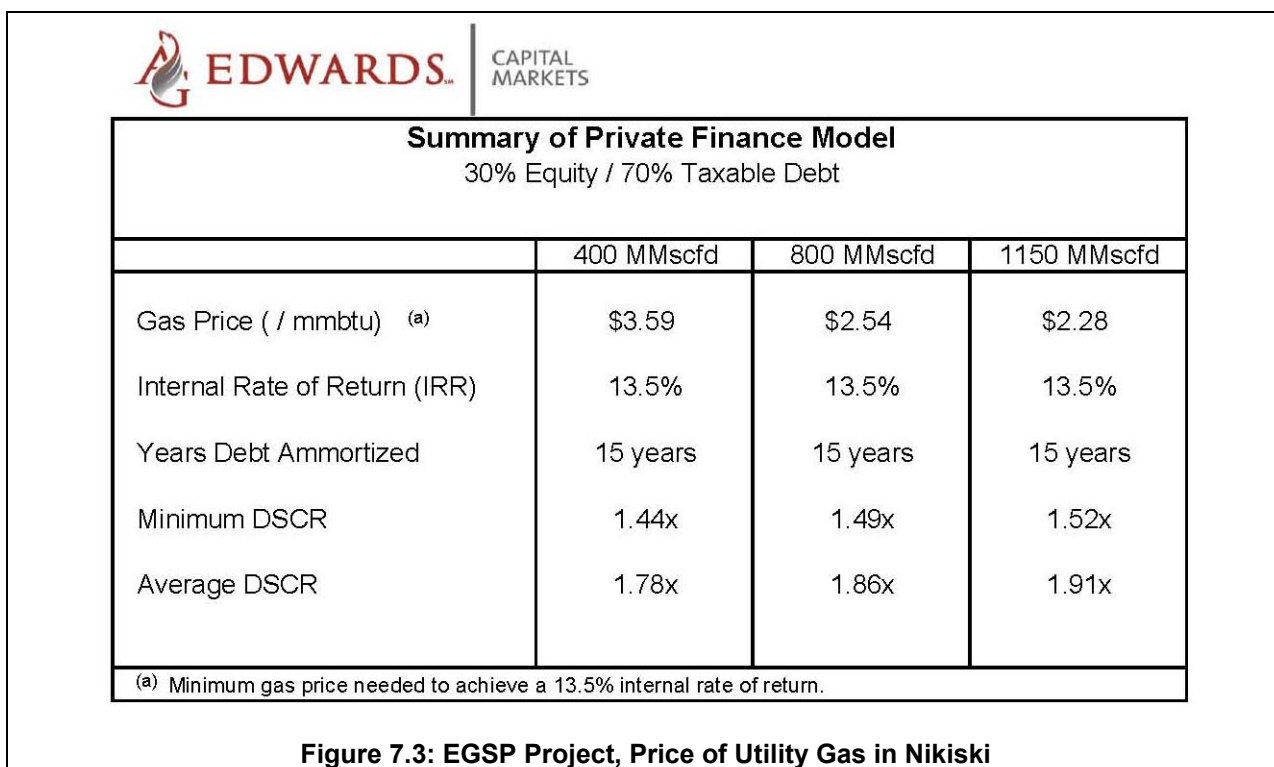 AG EDWARDS℠ CAPITAL
MARKETS
Summary of Private Finance Model
30% Equity / 70% Taxable Debt
400 MMscfd 800 MMscfd 1150 MMscfd
Gas Price ( / mmbtu) (a) $3.59 $2.54 $2.28
Internal Rate of Return (IRR) 13.5% 13.5% 13.5%
Years Debt Ammortized 15 years 15 years 15 years
Minimum DSCR 1.44x 1.49x 1.52x
Average DSCR 1.78x 1.86x 1.91x
(a) Minimum gas price needed to achieve a 13.5% internal rate of return.
Figure 7.3: EGSP Project, Price of Utility Gas in Nikiski